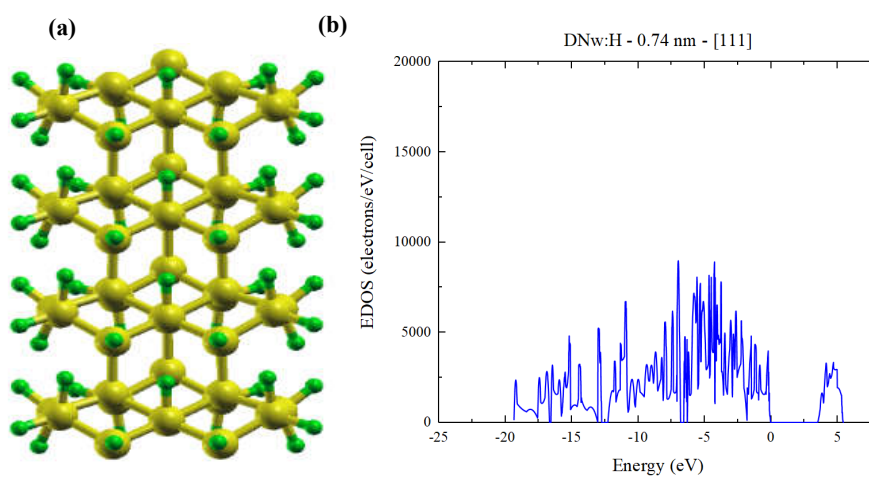 (a)
(b)
DNw:H - 0.74 nm - [111]
20000
15000
10000
5000
0
EDOS (electrons/eV/cell)
-25
-20
-15
-10
-5
0
5
Energy (eV)